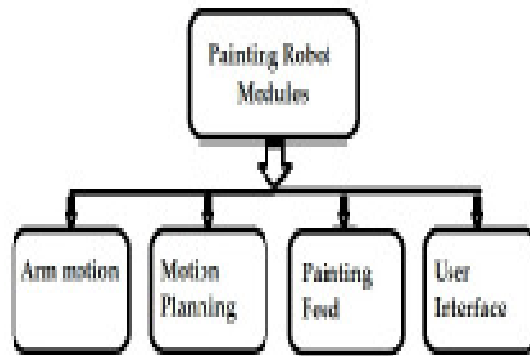 Painting Robot
Modules
Arm motion
Motion
Planning
Painting
Feed
User
Interface